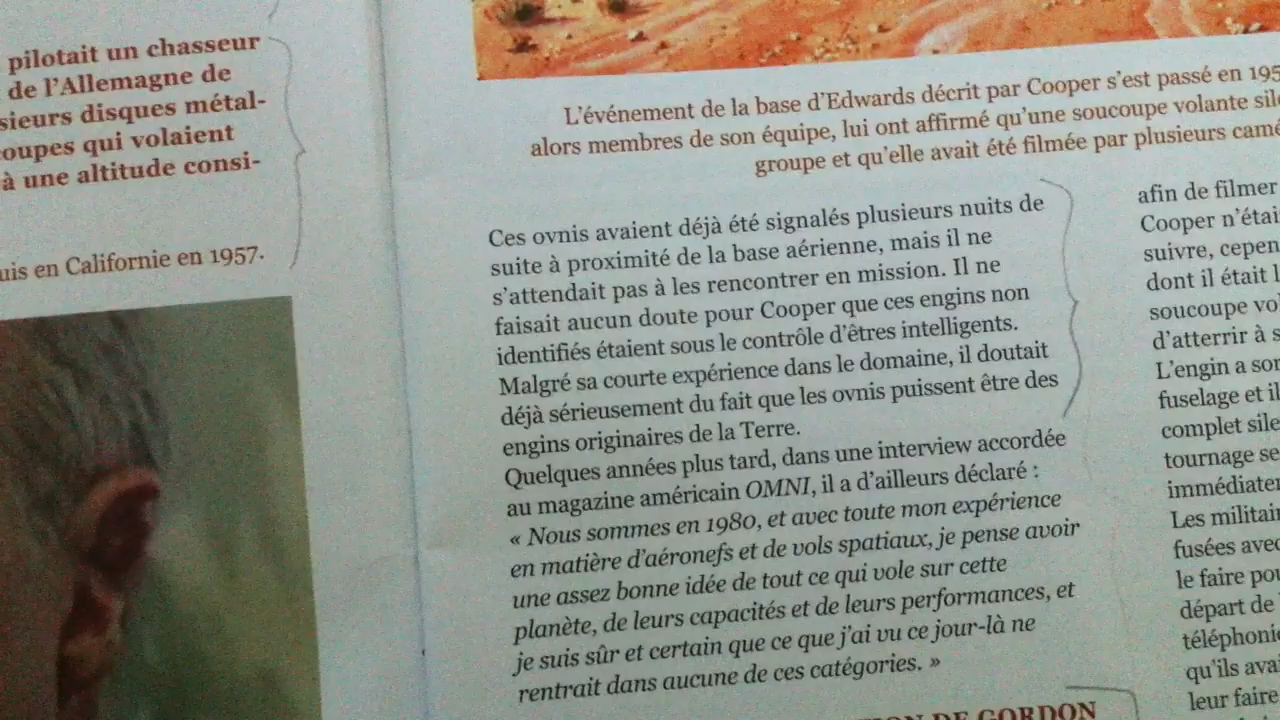 pilotait un chasseur
de l'Allemagne de
sieurs disques métal-
coupes qui volaient
à une altitude consi-
uis en Californie en 1957.
L'événement de la base d'Edwards décrit par Cooper s'est passé en 195
alors membres de son équipe, lui ont affirmé qu'une soucoupe volante sil
groupe et qu'elle avait été filmée par plusieurs camé
Ces ovnis avaient déjà été signalés plusieurs nuits de
suite à proximité de la base aérienne, mais il ne
s'attendait pas à les rencontrer en mission. Il ne
faisait aucun doute pour Cooper que ces engins non
identifiés étaient sous le contrôle d'êtres intelligents.
Malgré sa courte expérience dans le domaine, il doutait
déjà sérieusement du fait que les ovnis puissent être des
engins originaires de la Terre.
Quelques années plus tard, dans une interview accordée
au magazine américain OMNI, il a d'ailleurs déclaré :
« Nous sommes en 1980, et avec toute mon expérience
en matière d'aéronefs et de vols spatiaux, je pense avoir
une assez bonne idée de tout ce qui vole sur cette
planète, de leurs capacités et de leurs performances, et
je suis sûr et certain que ce que j'ai vu ce jour-là ne
rentrait dans aucune de ces catégories. »
DE GORDON
afin de filmer
Cooper n'étai
suivre, cepen
dont il était l
soucoupe vo
d'atterrir à s
L'engin a sor
fuselage et il
complet sile
tournage se
immédiate
Les militair
fusées avec
le faire pou
départ de
téléphoni
qu'ils avai
leur faire